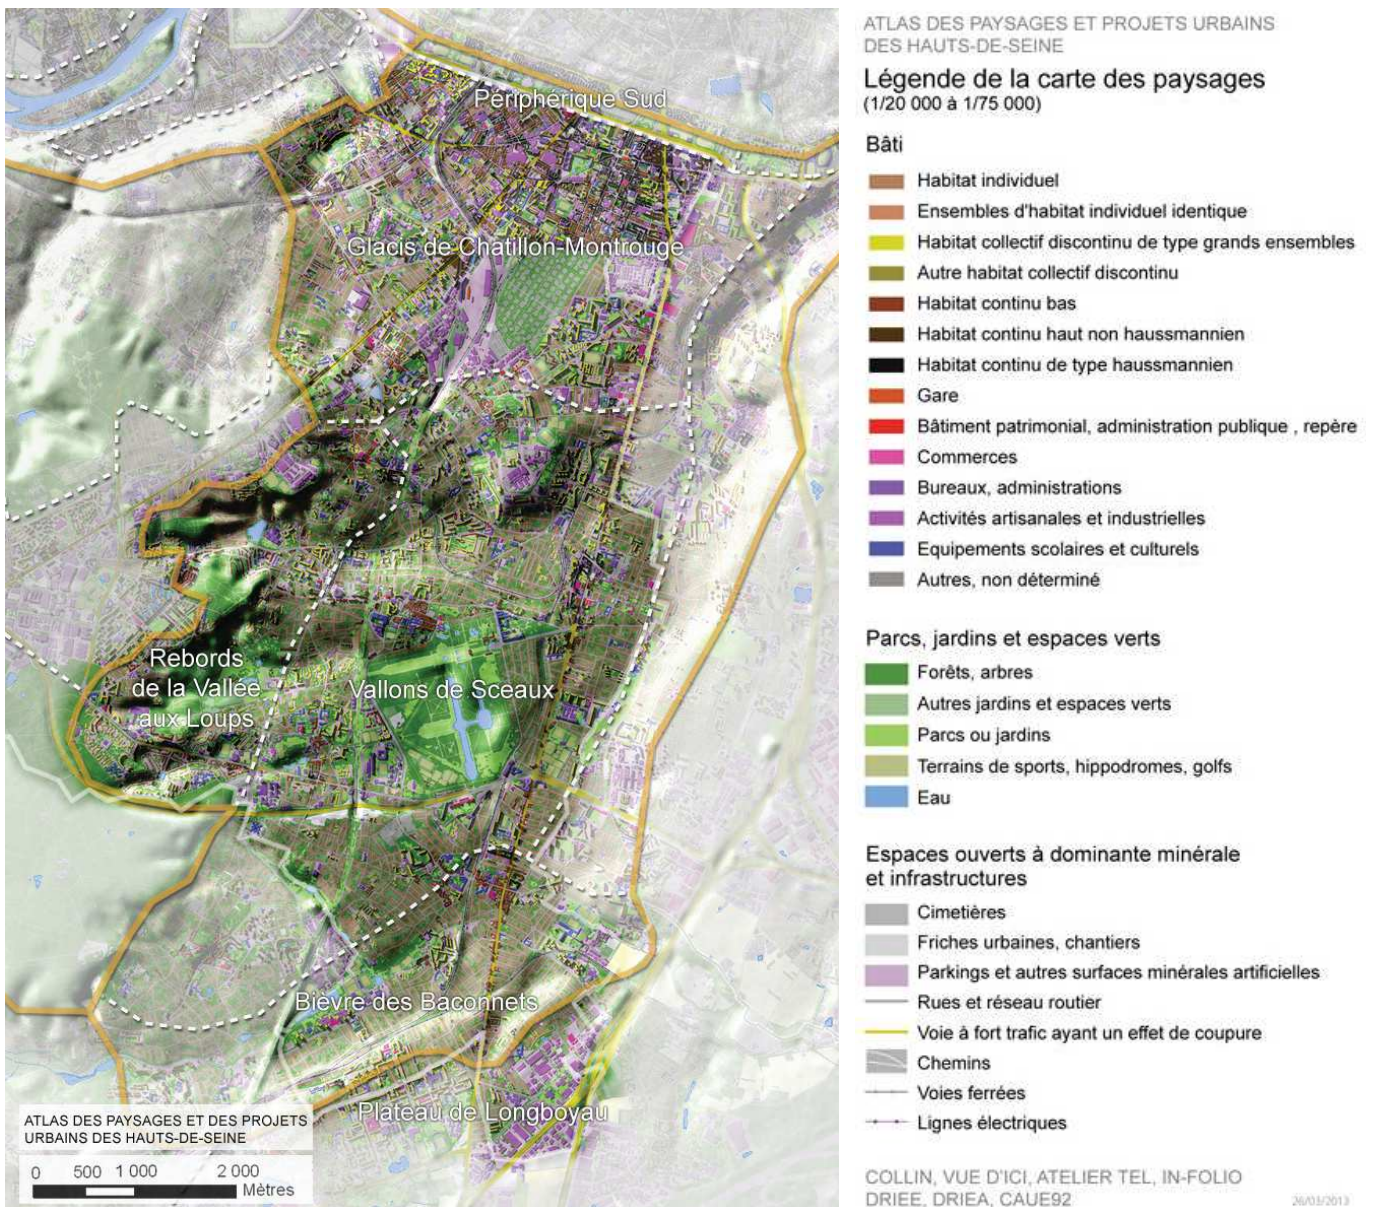 Périphérique Sud
Glacis de Chatillon-Montrouge
Rebords
de la Vallée
aux Loups
Vallons de Sceaux
Bièvre des Baconnets
Plateau de Longboyau
ATLAS DES PAYSAGES ET DES PROJETS
URBAINS DES HAUTS-DE-SEINE
0 500 1 000 2 000
Mètres
ATLAS DES PAYSAGES ET PROJETS URBAINS
DES HAUTS-DE-SEINE
Légende de la carte des paysages
(1/20 000 à 1/75 000)
Bâti
Habitat individuel
Ensembles d'habitat individuel identique
Habitat collectif discontinu de type grands ensembles
Autre habitat collectif discontinu
Habitat continu bas
Habitat continu haut non haussmannien
Habitat continu de type haussmannien
Gare
Bâtiment patrimonial, administration publique , repère
Commerces
Bureaux, administrations
Activités artisanales et industrielles
Equipements scolaires et culturels
Autres, non déterminé
Parcs, jardins et espaces verts
Forêts, arbres
Autres jardins et espaces verts
Parcs ou jardins
Terrains de sports, hippodromes, golfs
Eau
Espaces ouverts à dominante minérale
et infrastructures
Cimetières
Friches urbaines, chantiers
Parkings et autres surfaces minérales artificielles
Rues et réseau routier
Voie à fort trafic ayant un effet de coupure
Chemins
Voies ferrées
Lignes électriques
COLLIN, VUE D'ICI, ATELIER TEL, IN-FOLIO
DRIEE, DRIEA, CAUE92
26/03/2013